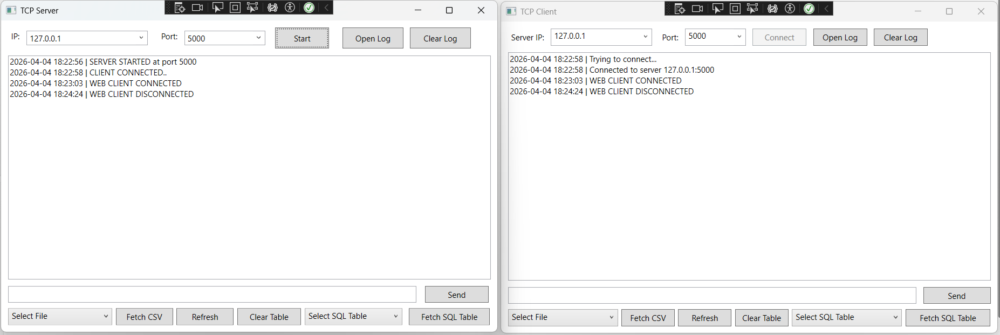 TCP Server
IP: 127.0.0.1 Port: 5000 Start Open Log Clear Log
2026-04-04 18:22:56 | SERVER STARTED at port 5000
2026-04-04 18:22:58 | CLIENT CONNECTED..
2026-04-04 18:23:03 | WEB CLIENT CONNECTED
2026-04-04 18:24:24 | WEB CLIENT DISCONNECTED
Send
Select File Fetch CSV Refresh Clear Table Select SQL Table Fetch SQL Table
TCP Client
Server IP: 127.0.0.1 Port: 5000 Connect Open Log Clear Log
2026-04-04 18:22:58 | Trying to connect...
2026-04-04 18:22:58 | Connected to server 127.0.0.1:5000
2026-04-04 18:23:03 | WEB CLIENT CONNECTED
2026-04-04 18:24:24 | WEB CLIENT DISCONNECTED
Send
Select File Fetch CSV Refresh Clear Table Select SQL Table Fetch SQL Table